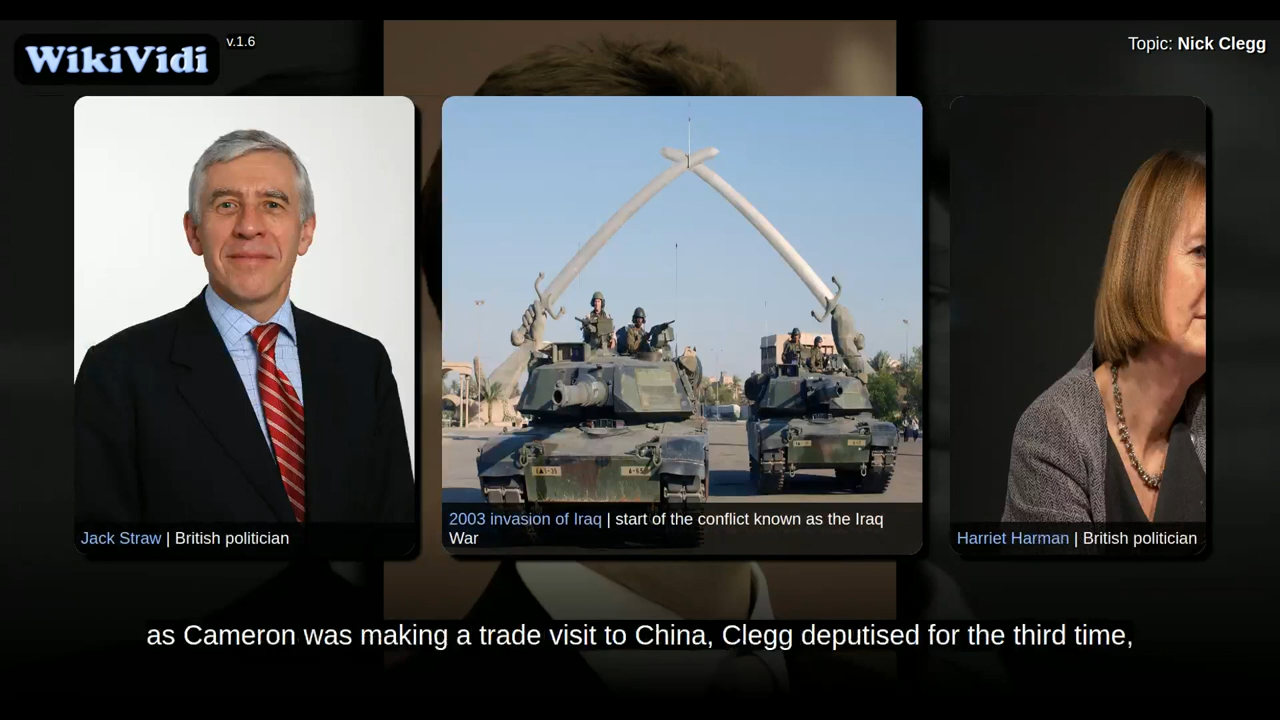 WikiVidi
v.1.6
Topic: Nick Clegg
Jack Straw | British politician
2003 invasion of Iraq | start of the conflict known as the Iraq
War
Harriet Harman | British politician
as Cameron was making a trade visit to China, Clegg deputised for the third time,